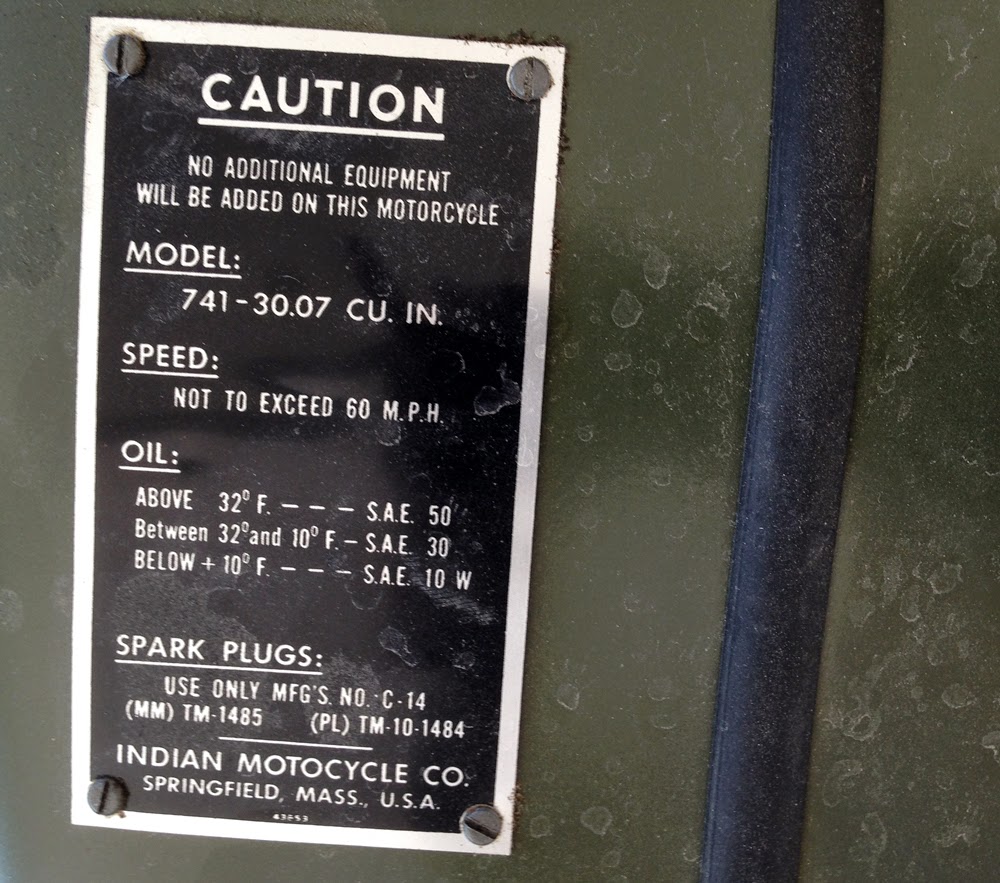 CAUTION
NO ADDITIONAL EQUIPMENT
WILL BE ADDED ON THIS MOTORCYCLE
MODEL:
741-30.07 CU. IN.
SPEED:
NOT TO EXCEED 60 M.P.H.
OIL:
ABOVE 32° F. – – – S.A.E. 50
Between 32° and 10° F. – S.A.E. 30
BELOW + 10° F. – – – S.A.E. 10 W
SPARK PLUGS:
USE ONLY MFG'S. NO. C-14
(MM) TM-1485 (PL) TM-10-1484
INDIAN MOTOCYCLE CO.
SPRINGFIELD, MASS., U.S.A.